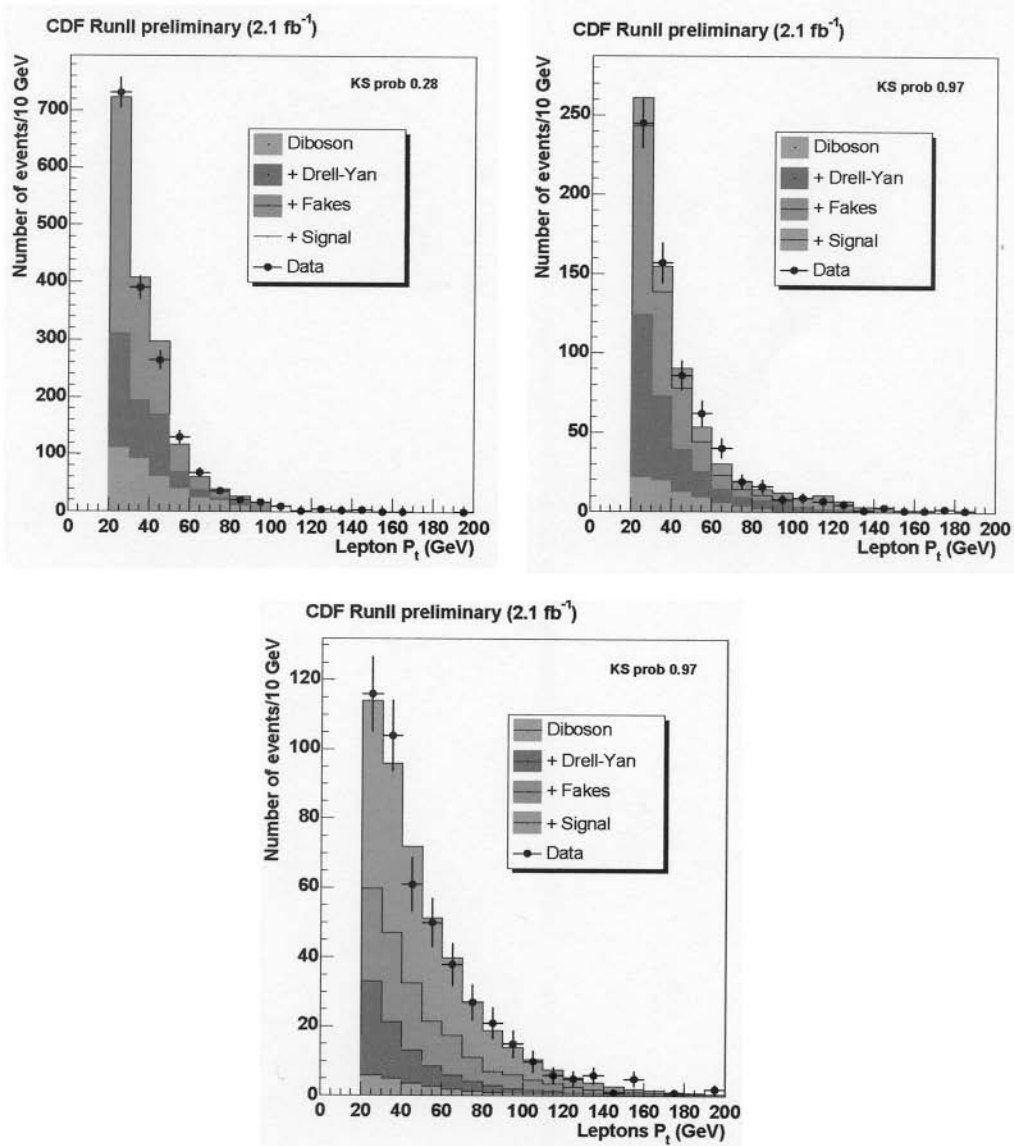 CDF RunII preliminary (2.1 fb-1)
Number of events/10 GeV
KS prob 0.28
Diboson
+ Drell-Yan
+ Fakes
+ Signal
Data
700
600
500
400
300
200
100
0
0 20 40 60 80 100 120 140 160 180 200
Lepton Pt (GeV)
CDF RunII preliminary (2.1 fb-1)
Number of events/10 GeV
KS prob 0.97
Diboson
+ Drell-Yan
+ Fakes
+ Signal
Data
250
200
150
100
50
0
0 20 40 60 80 100 120 140 160 180 200
Lepton Pt (GeV)
CDF RunII preliminary (2.1 fb-1)
Number of events/10 GeV
KS prob 0.97
Diboson
+ Drell-Yan
+ Fakes
+ Signal
Data
120
100
80
60
40
20
0
0 20 40 60 80 100 120 140 160 180 200
Leptons Pt (GeV)